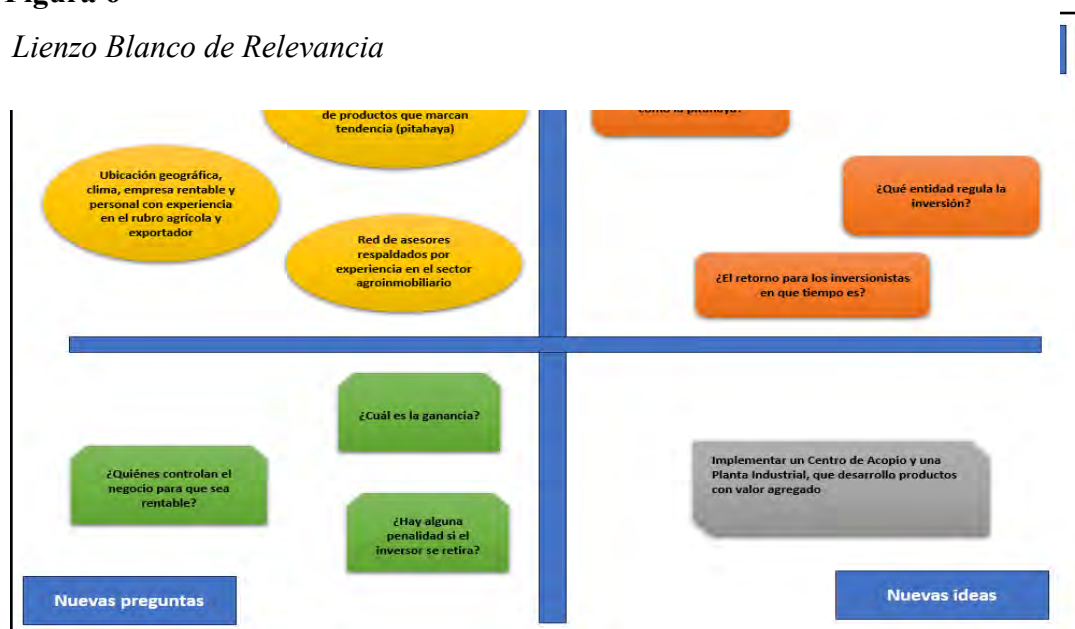 Lienzo Blanco de Relevancia
de productos que marcan
tendencia (pitahaya)
Ubicación geográfica,
clima, empresa rentable y
personal con experiencia
en el rubro agrícola y
exportador
Red de asesores
respaldados por
experiencia en el sector
agroinmobiliario
¿Qué entidad regula la
inversión?
¿El retorno para los inversionistas
en que tiempo es?
¿Cuál es la ganancia?
¿Quiénes controlan el
negocio para que sea
rentable?
¿Hay alguna
penalidad si el
inversor se retira?
Implementar un Centro de Acopio y una
Planta Industrial, que desarrollo productos
con valor agregado
Nuevas preguntas
Nuevas ideas